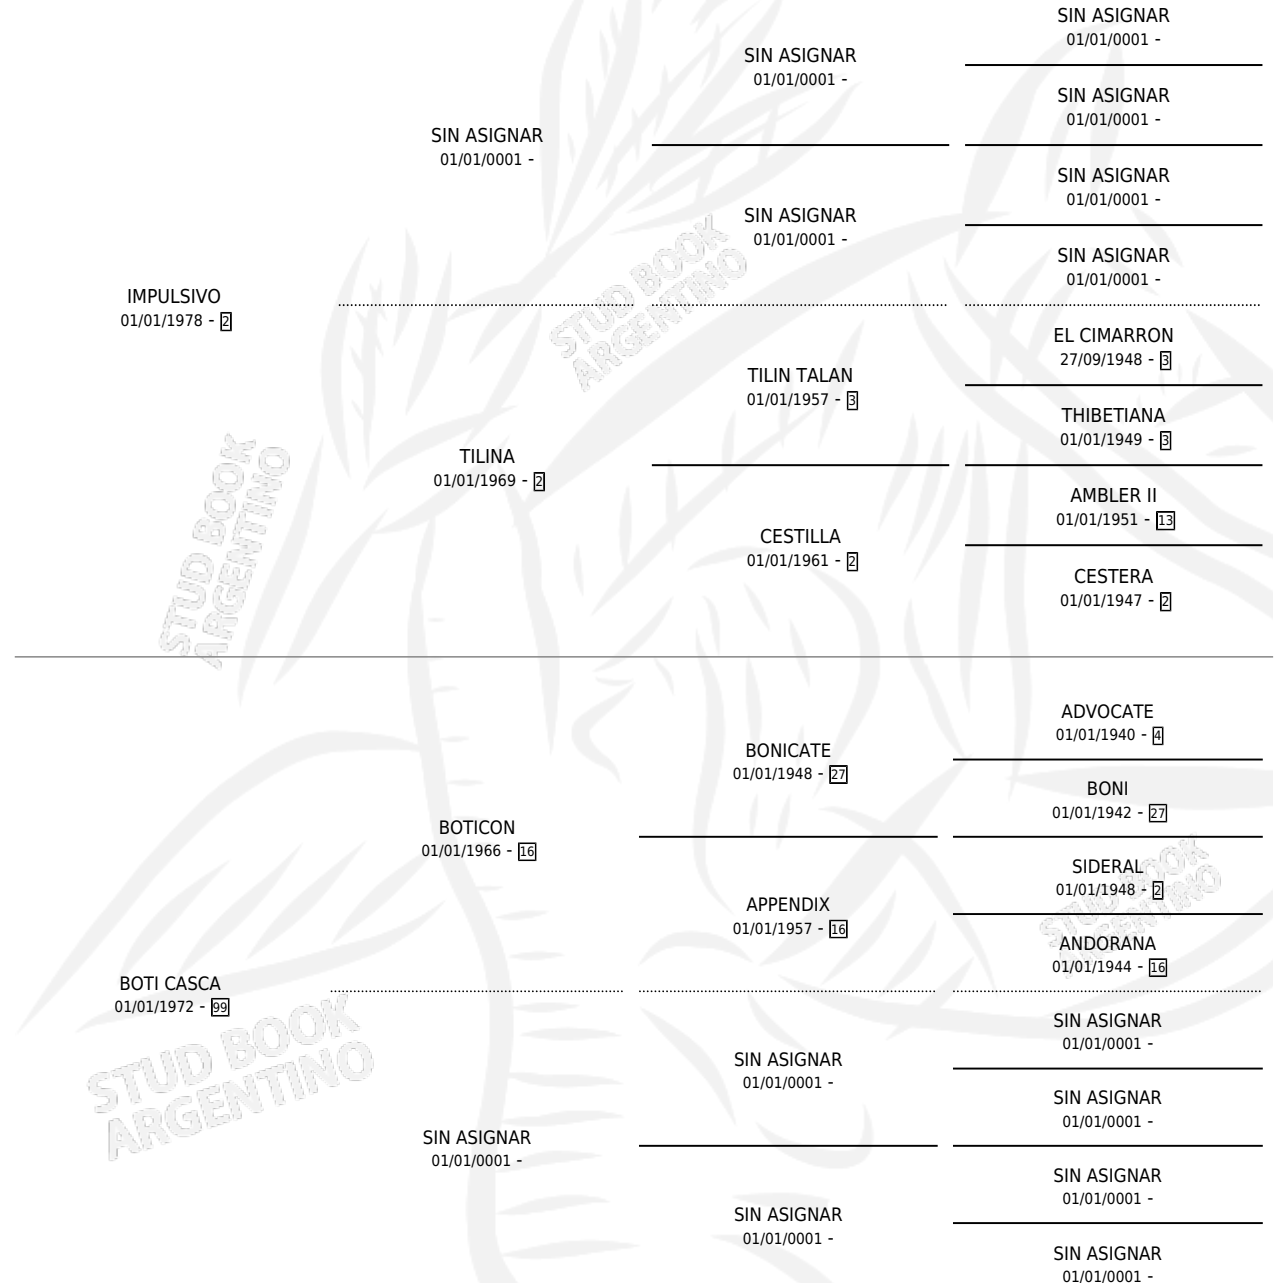 SIN ASIGNAR
01/01/0001 -
SIN ASIGNAR
01/01/0001 -
SIN ASIGNAR
01/01/0001 -
SIN ASIGNAR
01/01/0001 -
SIN ASIGNAR
01/01/0001 -
SIN ASIGNAR
01/01/0001 -
SIN ASIGNAR
01/01/0001 -
STUD BOOK
ARGENTINO
IMPULSIVO
01/01/1978 - 2
EL CIMARRON
27/09/1948 - 3
TILIN TALAN
01/01/1957 - 3
THIBETIANA
01/01/1949 - 3
TILINA
01/01/1969 - 2
AMBLER II
01/01/1951 - 13
CESTILLA
01/01/1961 - 2
CESTERA
01/01/1947 - 2
STUD BOOK
ARGENTINO
ADVOCATE
01/01/1940 - 4
BONICATE
01/01/1948 - 27
BONI
01/01/1942 - 27
BOTICON
01/01/1966 - 16
SIDERAL
01/01/1948 - 2
APPENDIX
01/01/1957 - 16
STUD BOOK
ARGENTINO
ANDORANA
01/01/1944 - 16
BOTI CASCA
01/01/1972 - 99
SIN ASIGNAR
01/01/0001 -
SIN ASIGNAR
01/01/0001 -
STUD BOOK
ARGENTINO
SIN ASIGNAR
01/01/0001 -
SIN ASIGNAR
01/01/0001 -
SIN ASIGNAR
01/01/0001 -
SIN ASIGNAR
01/01/0001 -
SIN ASIGNAR
01/01/0001 -